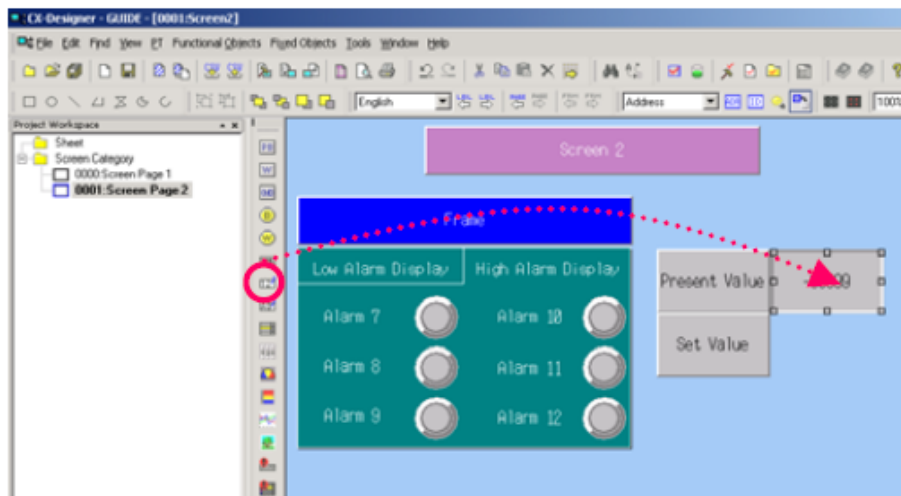 CX-Designer - GUIDE - [0001:Screen2]
File Edit Find View PT Functional Objects Fixed Objects Tools Window Help
English
Address
100%
Project Workspace
Sheet
Screen Category
0000:Screen Page 1
0001:Screen Page 2
Screen 2
Frame
Low Alarm Display
High Alarm Display
Present Value
Alarm 7
Alarm 10
Set Value
Alarm 8
Alarm 11
Alarm 9
Alarm 12